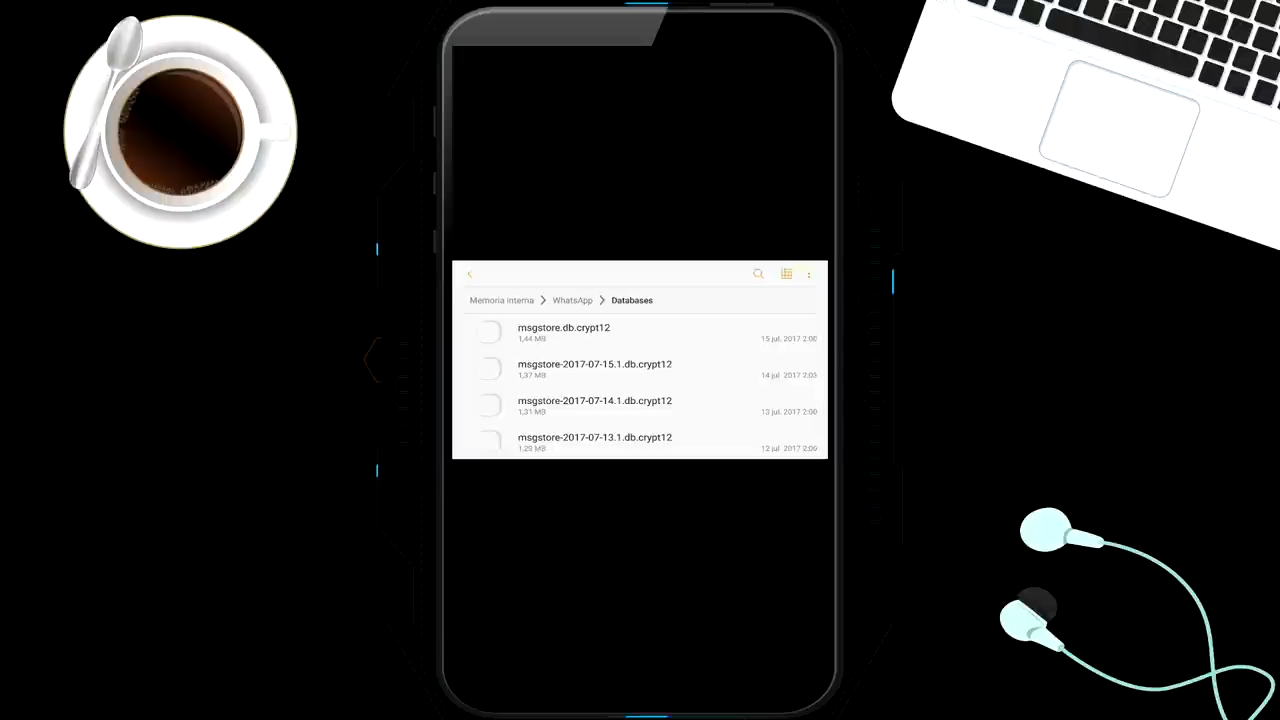 Memoria interna > WhatsApp > Databases
msgstore.db.crypt12
1,44 MB 15 jul. 2017 2:00
msgstore-2017-07-15.1.db.crypt12
1,37 MB 14 jul. 2017 2:03
msgstore-2017-07-14.1.db.crypt12
1,31 MB 13 jul. 2017 2:00
msgstore-2017-07-13.1.db.crypt12
MB 12 jul. 2017 2:00